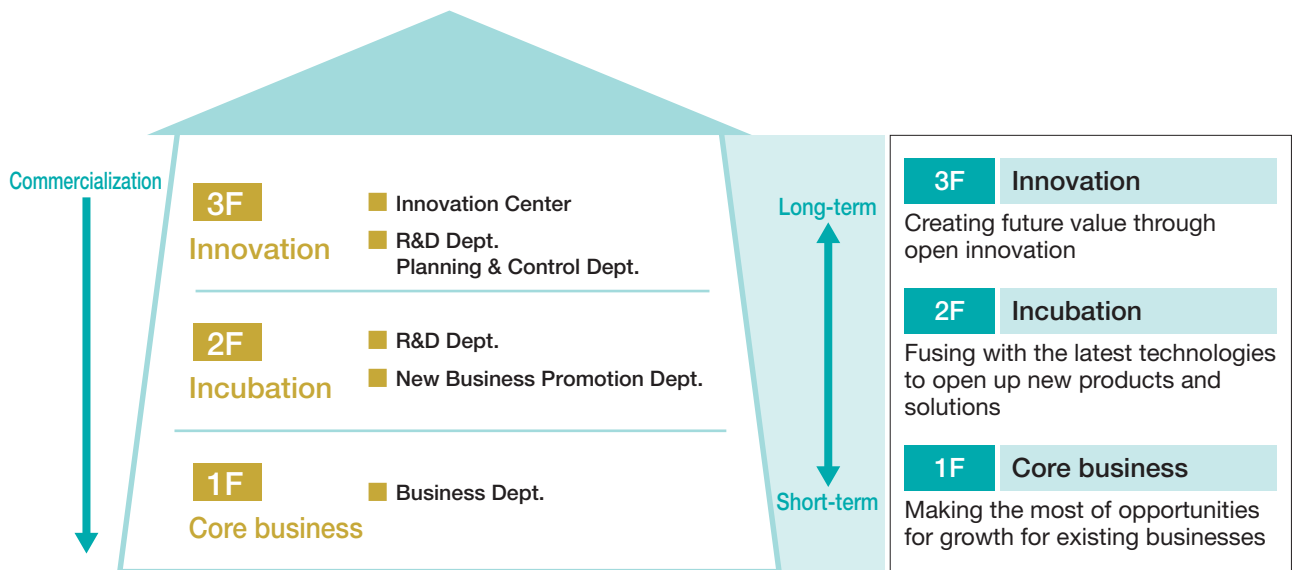 Commercialization
3F
Innovation
Innovation Center
R&D Dept.
Planning & Control Dept.
2F
Incubation
R&D Dept.
New Business Promotion Dept.
1F
Core business
Business Dept.
Long-term
Short-term
3F Innovation
Creating future value through
open innovation
2F Incubation
Fusing with the latest technologies
to open up new products and
solutions
1F Core business
Making the most of opportunities
for growth for existing businesses